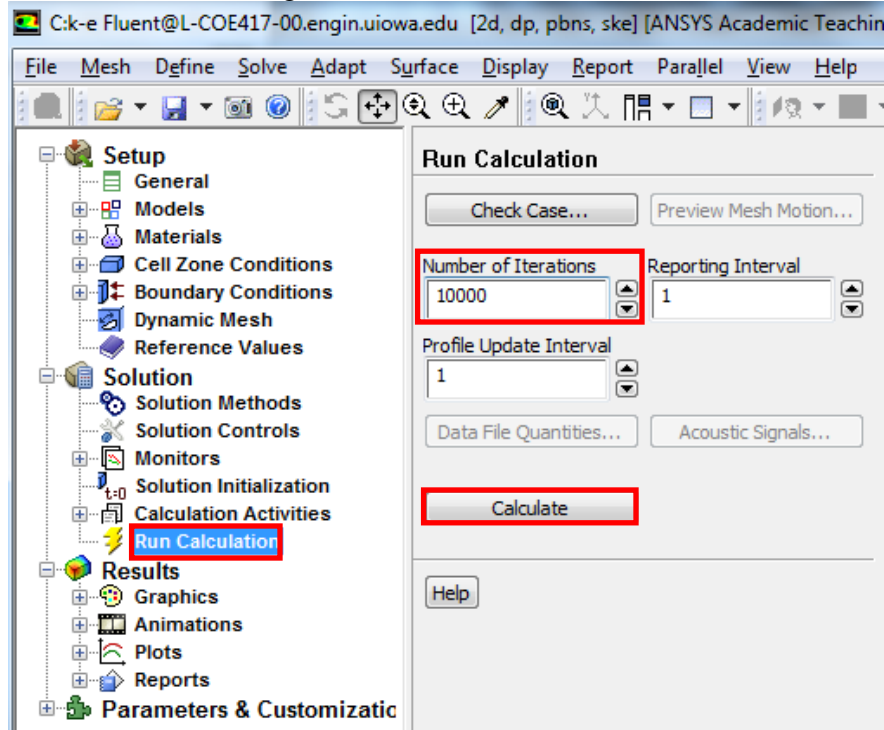 C:k-e Fluent@L-COE417-00.engin.uiowa.edu [2d, dp, pbns, ske] [ANSYS Academic Teachin
File Mesh Define Solve Adapt Surface Display Report Parallel View Help
Setup
General
Models
Materials
Cell Zone Conditions
Boundary Conditions
Dynamic Mesh
Reference Values
Solution
Solution Methods
Solution Controls
Monitors
t=0 Solution Initialization
Calculation Activities
Run Calculation
Results
Graphics
Animations
Plots
Reports
Parameters & Customizatio
Run Calculation
Check Case... Preview Mesh Motion...
Number of Iterations Reporting Interval
10000 1
Profile Update Interval
1
Data File Quantities... Acoustic Signals...
Calculate
Help